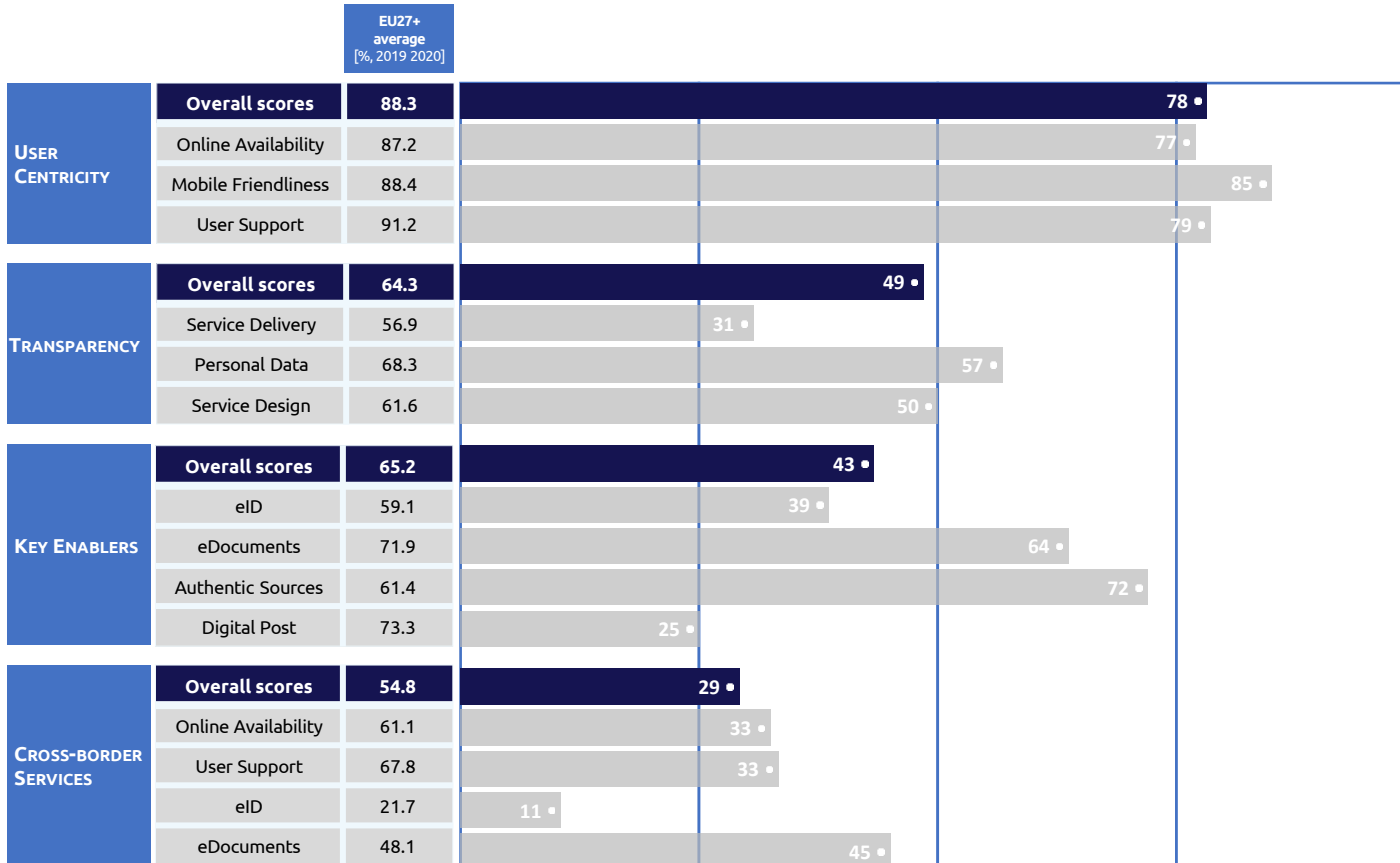 EU27+
average
[%, 2019 2020]
USER
CENTRICITY
Overall scores 88.3 78
Online Availability 87.2 77
Mobile Friendliness 88.4 85
User Support 91.2 79
TRANSPARENCY
Overall scores 64.3 49
Service Delivery 56.9 31
Personal Data 68.3 57
Service Design 61.6 50
KEY ENABLERS
Overall scores 65.2 43
eID 59.1 39
eDocuments 71.9 64
Authentic Sources 61.4 72
Digital Post 73.3 25
CROSS-BORDER
SERVICES
Overall scores 54.8 29
Online Availability 61.1 33
User Support 67.8 33
eID 21.7 11
eDocuments 48.1 45